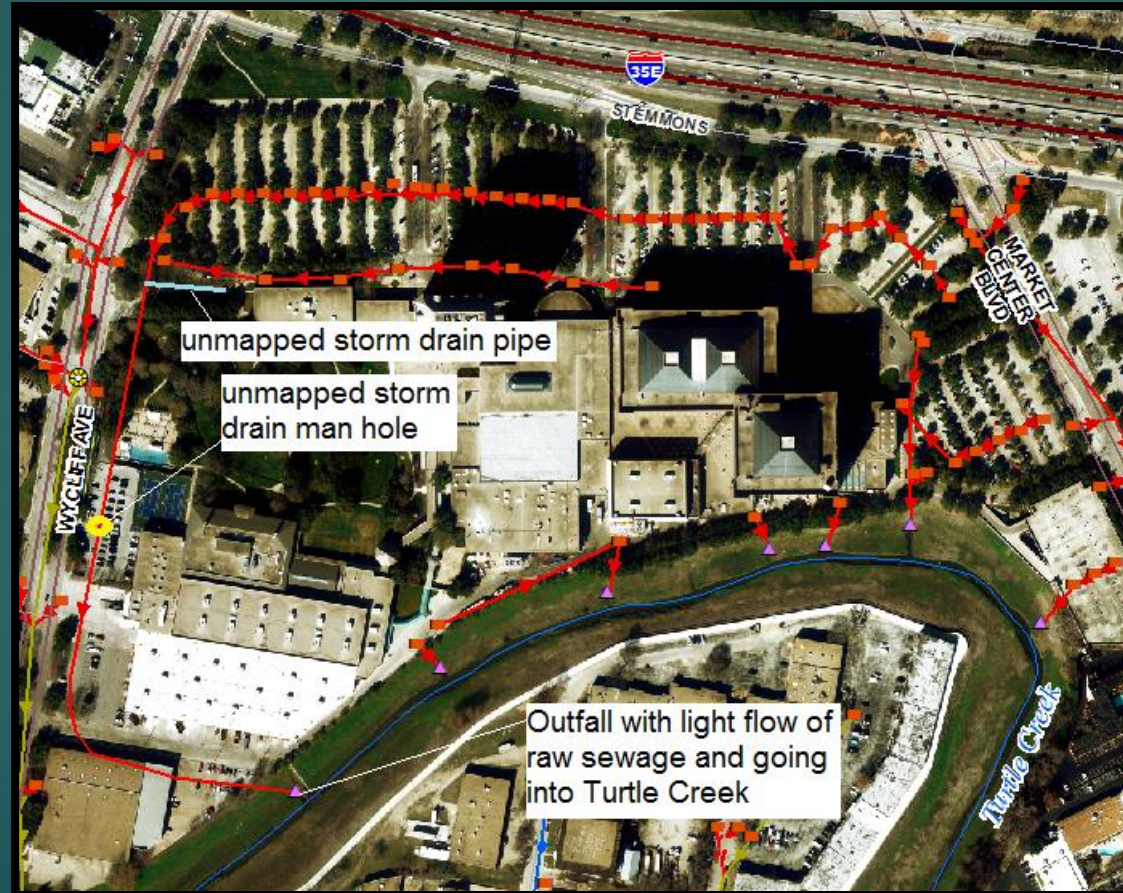 35E
STEMMONS
MARKET
CENTER
BLVD
unmapped storm drain pipe
unmapped storm
drain man hole
WYCLIFF AVE
Outfall with light flow of
raw sewage and going
into Turtle Creek
Turtle Creek